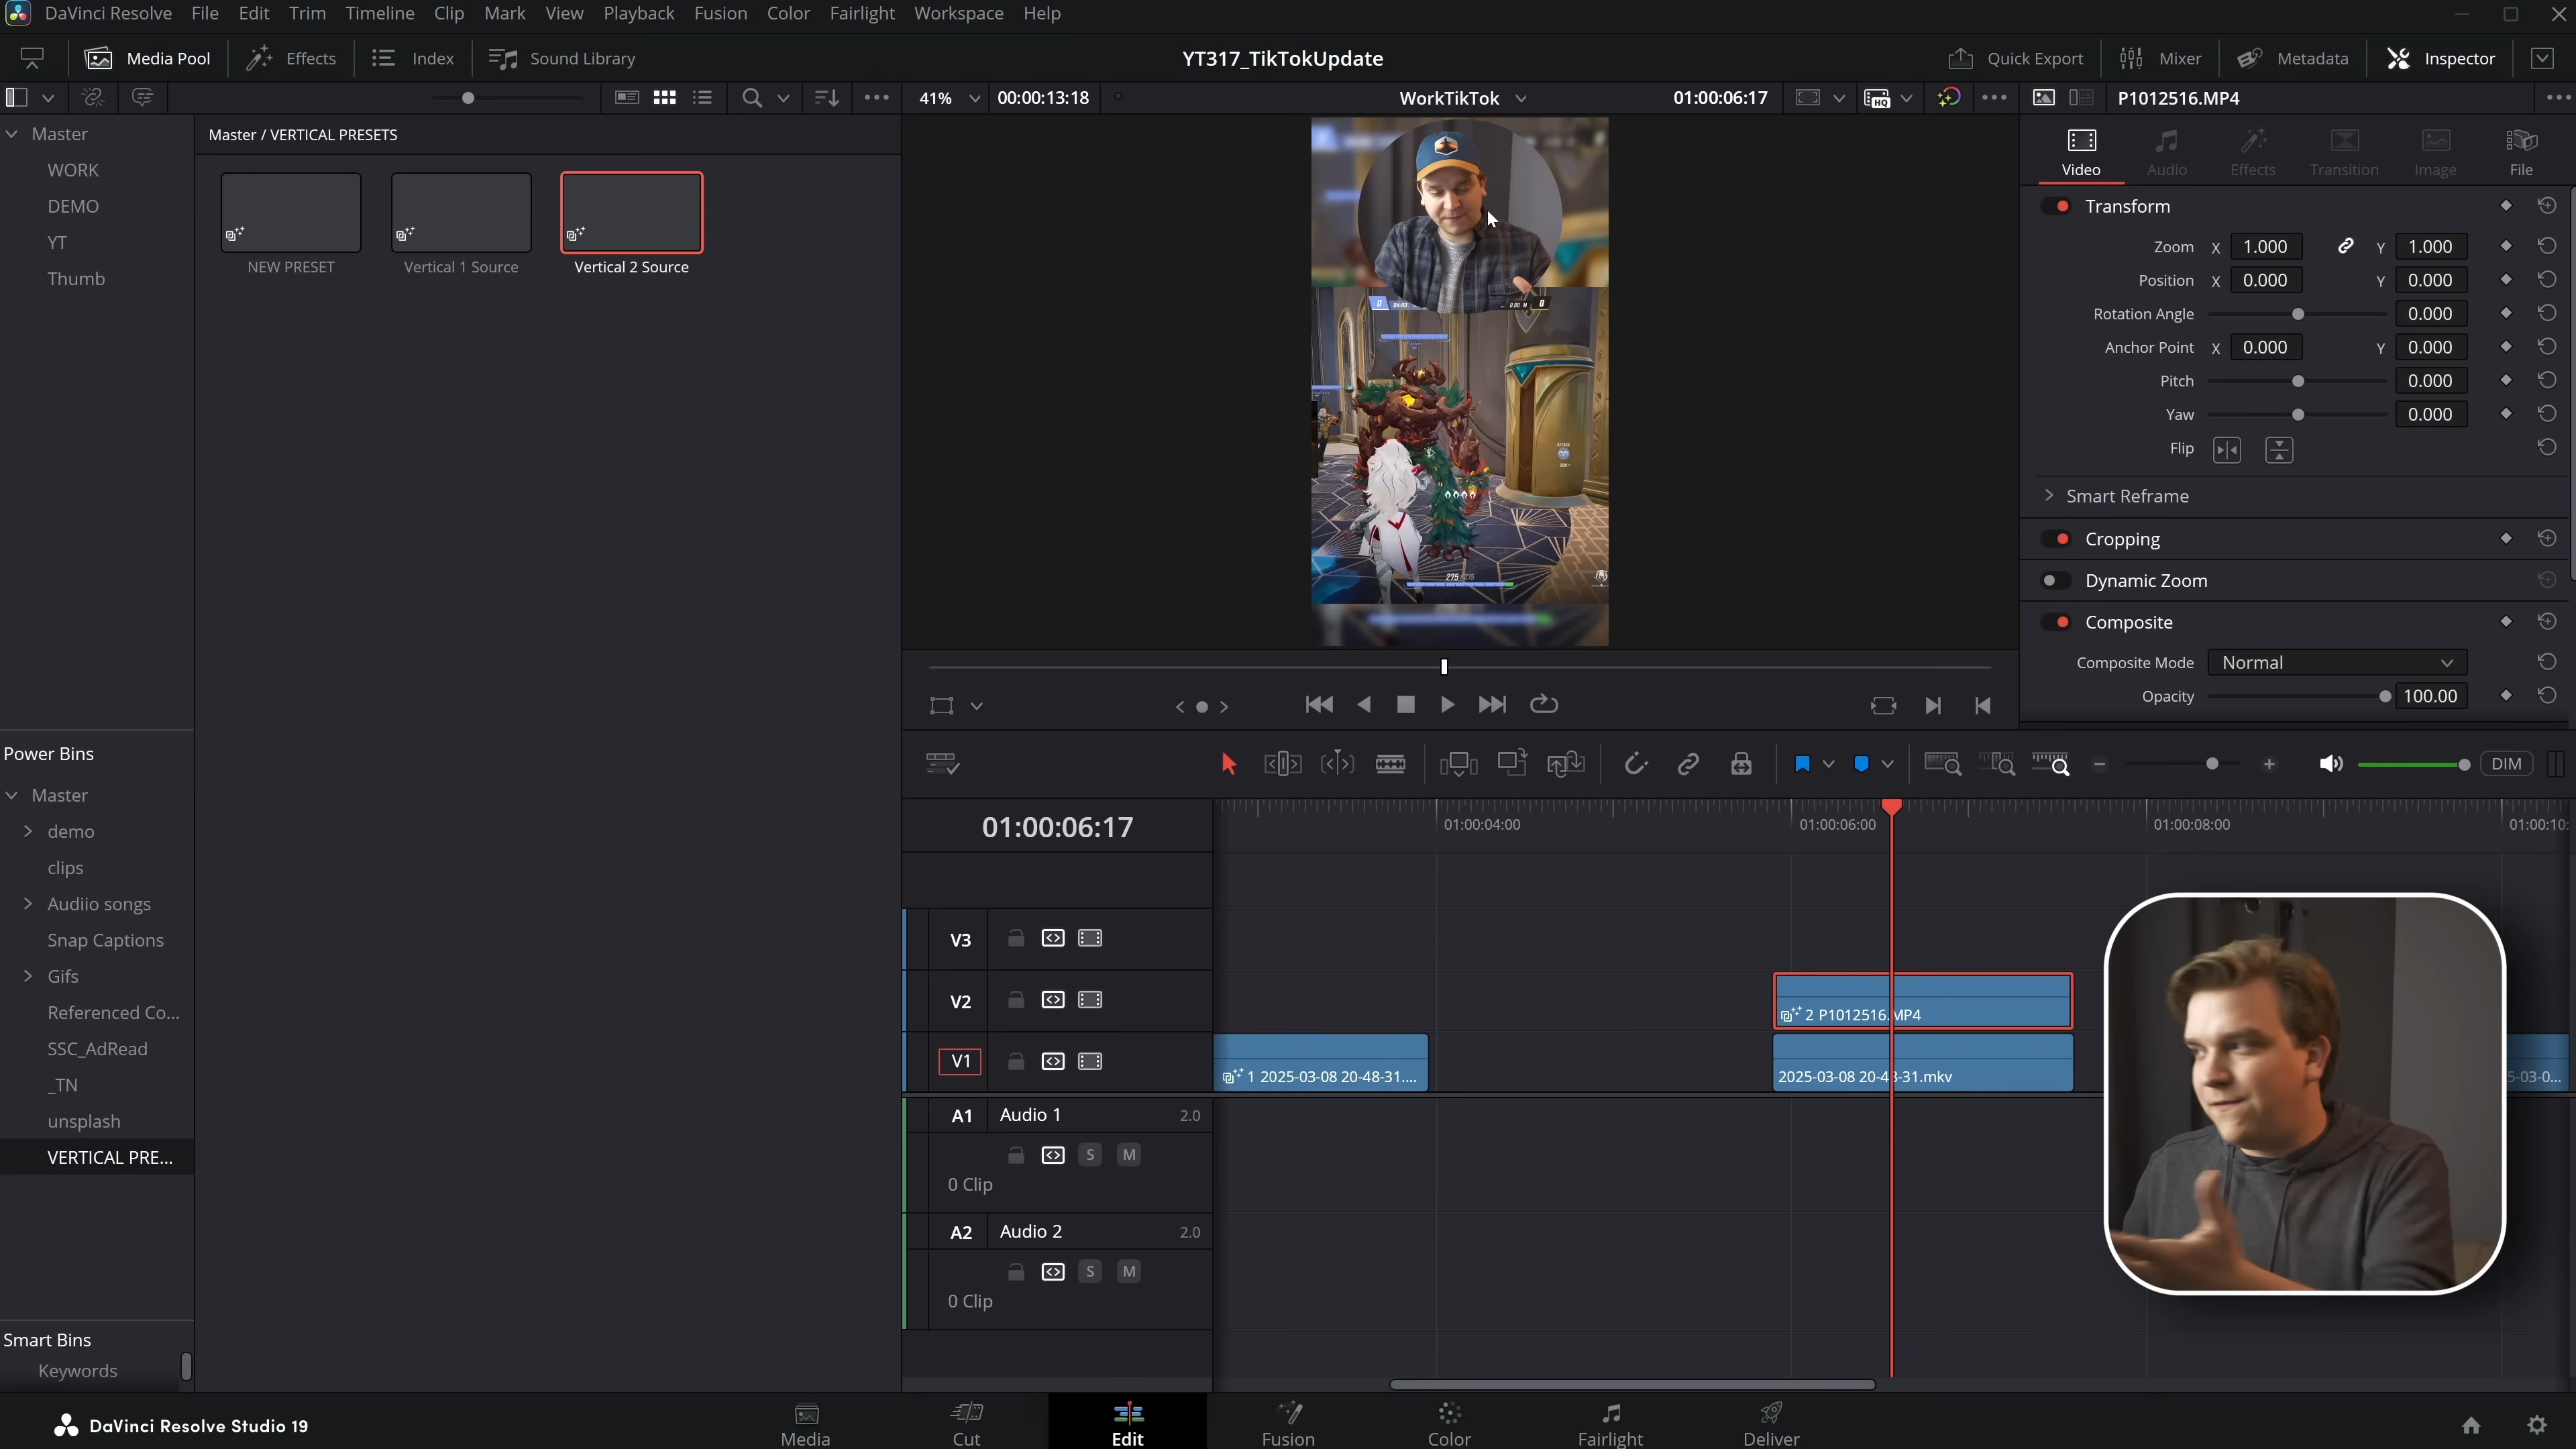 DaVinci Resolve File Edit Trim Timeline Clip Mark View Playback Fusion Color Fairlight Workspace Help
Media Pool Effects Index Sound Library YT317_TikTokUpdate Quick Export Mixer Metadata Inspector
41% 00:00:13:18 WorkTikTok 01:00:06:17 HQ P1012516.MP4
Master
WORK
DEMO
YT
Thumb
Master / VERTICAL PRESETS
NEW PRESET Vertical 1 Source Vertical 2 Source
0 04:00 0
275
Video Audio Effects Transition Image File
Transform
Zoom X 1.000 Y 1.000
Position X 0.000 Y 0.000
Rotation Angle 0.000
Anchor Point X 0.000 Y 0.000
Pitch 0.000
Yaw 0.000
Flip
Smart Reframe
Cropping
Dynamic Zoom
Composite
Composite Mode Normal
Opacity 100.00
Power Bins
Master
demo
clips
Audiio songs
Snap Captions
Gifs
Referenced Co...
SSC_AdRead
_TN
unsplash
VERTICAL PRE...
Smart Bins
Keywords
DIM
01:00:06:17
01:00:04:00 01:00:06:00 01:00:08:00 01:00:10:
V3
V2
2 P1012516.MP4
V1
1 2025-03-08 20-48-31....
2025-03-08 20-48-31.mkv
5-03-0...
A1 Audio 1 2.0
S M
0 Clip
A2 Audio 2 2.0
S M
0 Clip
DaVinci Resolve Studio 19
Media Cut Edit Fusion Color Fairlight Deliver